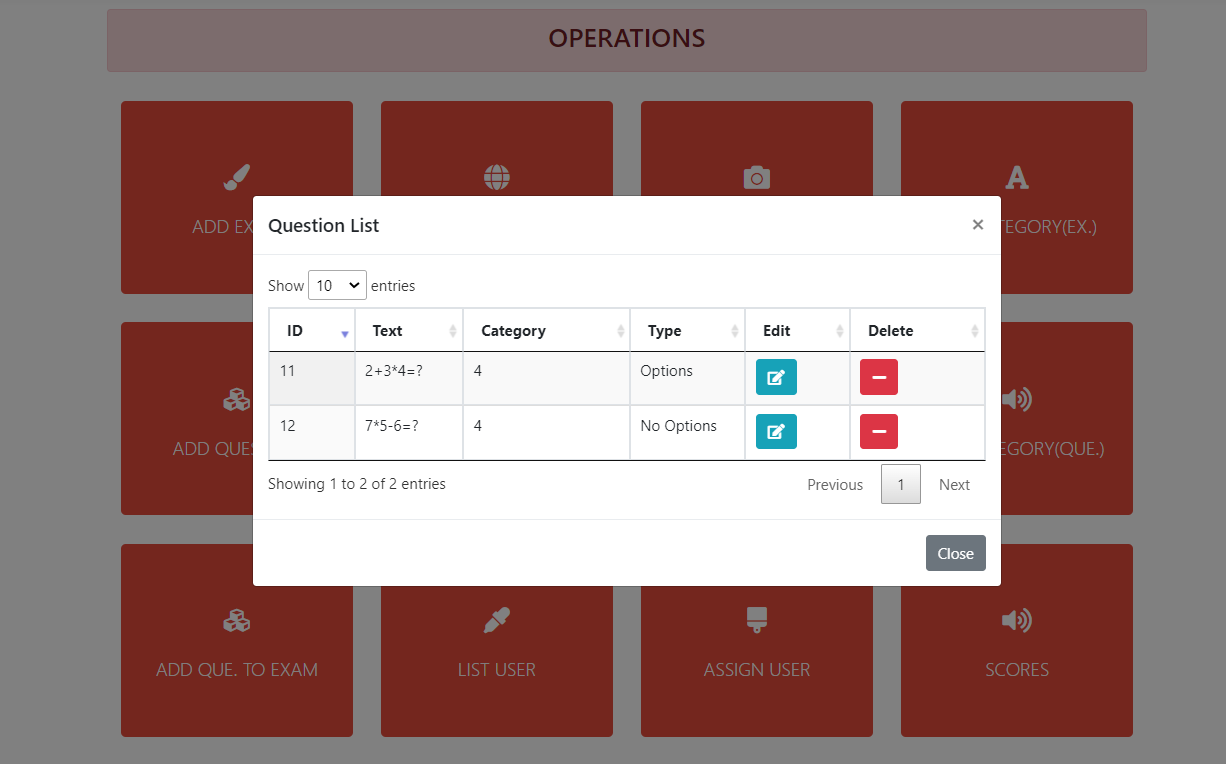 OPERATIONS
ADD EX
TEGORY(EX.)
Question List
×
Show 10 entries
ID Text Category Type Edit Delete
11 2+3*4=? 4 Options
12 7*5-6=? 4 No Options
Showing 1 to 2 of 2 entries
Previous 1 Next
ADD QUES
EGORY(QUE.)
Close
ADD QUE. TO EXAM
LIST USER
ASSIGN USER
SCORES